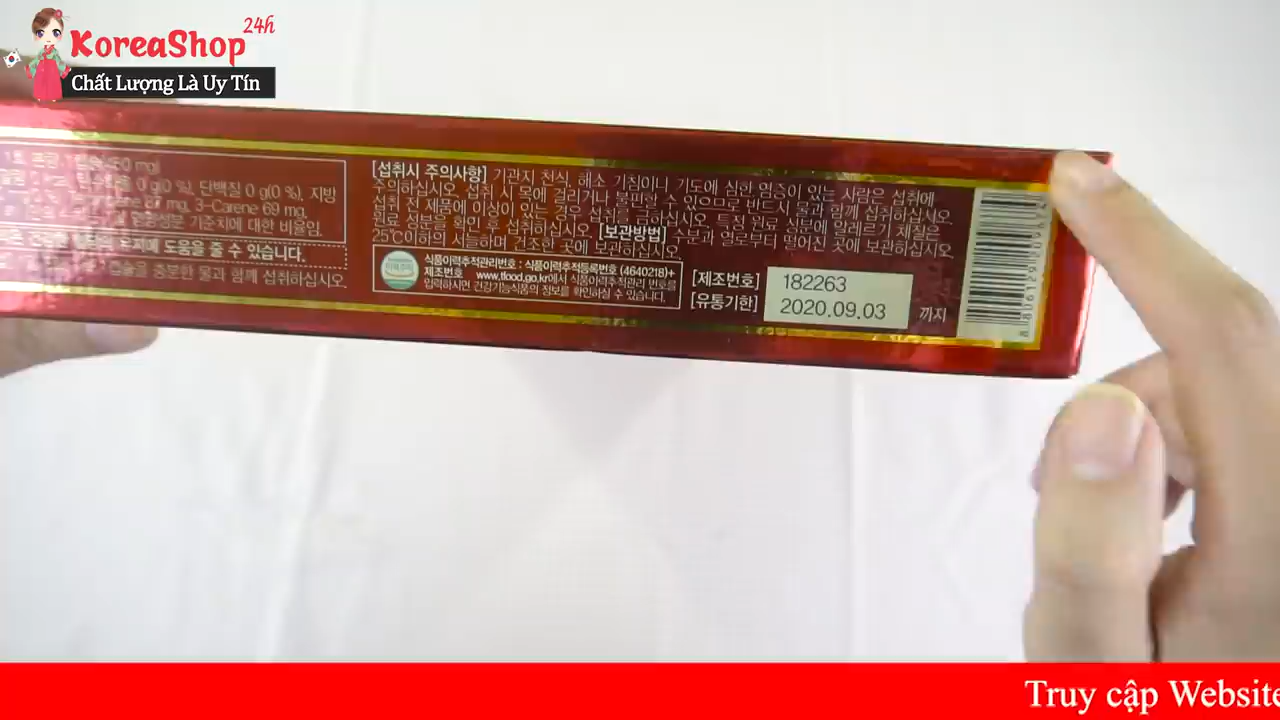 KoreaShop 24h
Chất Lượng Là Uy Tín
0 g(0 %), 단백질 0 g(0 %), 지방
87 mg, 3-Carene 69 mg,
기준치에 대한 비율임.
도움을 줄 수 있습니다.
충분한 물과 함께 섭취하십시오.
[섭취시 주의사항] 기관지 천식, 해소 기침이나 기도에 심한 염증이 있는 사람은 섭취에
주의하십시오. 섭취 시 목에 걸리거나 불편할 수 있으므로 반드시 물과 함께 섭취하십시오.
섭취 전 제품에 이상이 있는 경우 섭취를 금하십시오. 특정 원료 성분에 알레르기 체질은
원료 성분을 확인 후 섭취하십시오. [보관방법] 수분과 열로부터 떨어진 곳에 보관하십시오.
25℃이하의 서늘하며 건조한 곳에 보관하십시오.
식품이력추적관리번호 : 식품이력추적등록번호 (4640218)+
제조번호 www.tfood.go.kr에서 식품이력추적관리 번호를
입력하시면 건강기능식품의 정보를 확인하실 수 있습니다.
[제조번호] 182263
[유통기한] 2020.09.03 까지
Truy cập Website